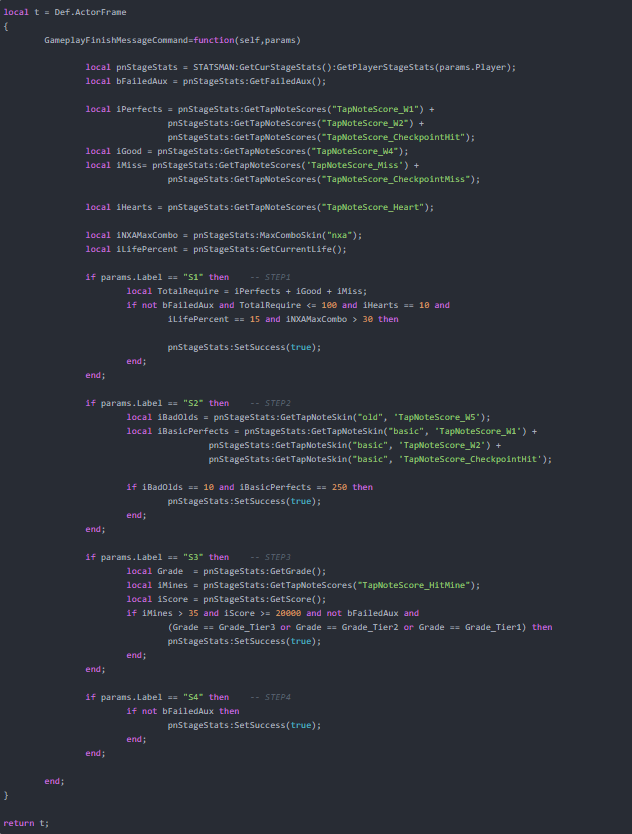 local t = Def.ActorFrame
{
GameplayFinishMessageCommand=function(self,params)
local pnStageStats = STATSMAN:GetCurStageStats():GetPlayerStageStats(params.Player);
local bFailedAux = pnStageStats:GetFailedAux();
local iPerfects = pnStageStats:GetTapNoteScores("TapNoteScore_W1") +
pnStageStats:GetTapNoteScores("TapNoteScore_W2") +
pnStageStats:GetTapNoteScores("TapNoteScore_CheckpointHit");
local iGood = pnStageStats:GetTapNoteScores("TapNoteScore_W4");
local iMiss= pnStageStats:GetTapNoteScores('TapNoteScore_Miss') +
pnStageStats:GetTapNoteScores("TapNoteScore_CheckpointMiss");
local iHearts = pnStageStats:GetTapNoteScores("TapNoteScore_Heart");
local iNXAMaxCombo = pnStageStats:MaxComboSkin("nxa");
local iLifePercent = pnStageStats:GetCurrentLife();
if params.Label == "S1" then -- STEP1
local TotalRequire = iPerfects + iGood + iMiss;
if not bFailedAux and TotalRequire <= 100 and iHearts == 10 and
iLifePercent == 15 and iNXAMaxCombo > 30 then
pnStageStats:SetSuccess(true);
end;
end;
if params.Label == "S2" then -- STEP2
local iBadOlds = pnStageStats:GetTapNoteSkin("old", 'TapNoteScore_W5');
local iBasicPerfects = pnStageStats:GetTapNoteSkin("basic", 'TapNoteScore_W1') +
pnStageStats:GetTapNoteSkin("basic", 'TapNoteScore_W2') +
pnStageStats:GetTapNoteSkin("basic", 'TapNoteScore_CheckpointHit');
if iBadOlds == 10 and iBasicPerfects == 250 then
pnStageStats:SetSuccess(true);
end;
end;
if params.Label == "S3" then -- STEP3
local Grade  = pnStageStats:GetGrade();
local iMines = pnStageStats:GetTapNoteScores("TapNoteScore_HitMine");
local iScore = pnStageStats:GetScore();
if iMines > 35 and iScore >= 20000 and not bFailedAux and
(Grade == Grade_Tier3 or Grade == Grade_Tier2 or Grade == Grade_Tier1) then
pnStageStats:SetSuccess(true);
end;
end;
if params.Label == "S4" then -- STEP4
if not bFailedAux then
pnStageStats:SetSuccess(true);
end;
end;
end;
}
return t;